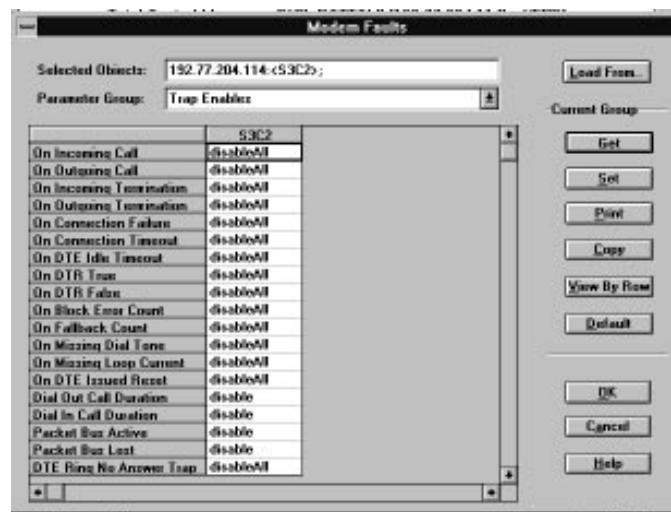 Modem Faults
Selected Objects: 192.77.204.114:<S3C2>;
Load From...
Parameter Group: Trap Enables
Current Group
S3C2
On Incoming Call disableAll
On Outgoing Call disableAll
On Incoming Termination disableAll
On Outgoing Termination disableAll
On Connection Failure disableAll
On Connection Timeout disableAll
On DTE Idle Timeout disableAll
On DTR True disableAll
On DTR False disableAll
On Block Error Count disableAll
On Fallback Count disableAll
On Missing Dial Tone disableAll
On Missing Loop Current disableAll
On DTE Issued Reset disableAll
Dial Out Call Duration disable
Dial In Call Duration disable
Packet Bus Active disable
Packet Bus Lost disable
DTE Ring No Answer Trap disableAll
Get
Set
Print
Copy
View By Row
Default
OK
Cancel
Help